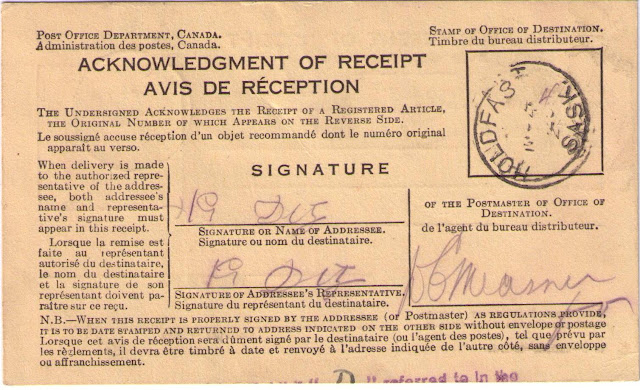 POST OFFICE DEPARTMENT, CANADA.
Administration des postes, Canada.
STAMP OF OFFICE OF DESTINATION.
Timbre du bureau distributeur.
ACKNOWLEDGMENT OF RECEIPT
AVIS DE RÉCEPTION
THE UNDERSIGNED ACKNOWLEDGES THE RECEIPT OF A REGISTERED ARTICLE,
THE ORIGINAL NUMBER OF WHICH APPEARS ON THE REVERSE SIDE.
Le soussigné accuse réception d'un objet recommandé dont le numéro original
apparaît au verso.
HOLDFAST
SASK
When delivery is made
to the authorized repre-
sentative of the addres-
see, both addressee's
name and representa-
tive's signature must
appear in this receipt.
Lorsque la remise est
faite au représentant
autorisé du destinataire,
le nom du destinataire
et la signature de son
représentant doivent pa-
raître sur ce reçu.
SIGNATURE
SIGNATURE OR NAME OF ADDRESSEE.
Signature ou nom du destinataire.
SIGNATURE OF ADDRESSEE'S REPRESENTATIVE.
Signature du représentant du destinataire.
OF THE POSTMASTER OF OFFICE OF
DESTINATION.
de l'agent du bureau distributeur.
N.B.—WHEN THIS RECEIPT IS PROPERLY SIGNED BY THE ADDRESSEE (or Postmaster) AS REGULATIONS PROVIDE,
IT IS TO BE DATE STAMPED AND RETURNED TO ADDRESS INDICATED ON THE OTHER SIDE without envelope or postage
Lorsque cet avis de réception sera dûment signé par le destinataire (ou l'agent des postes), tel que prévu par
les règlements, il devra être timbré à date et renvoyé à l'adresse indiquée de l'autre côté, sans enveloppe
ou affranchissement.
D" referred to in the